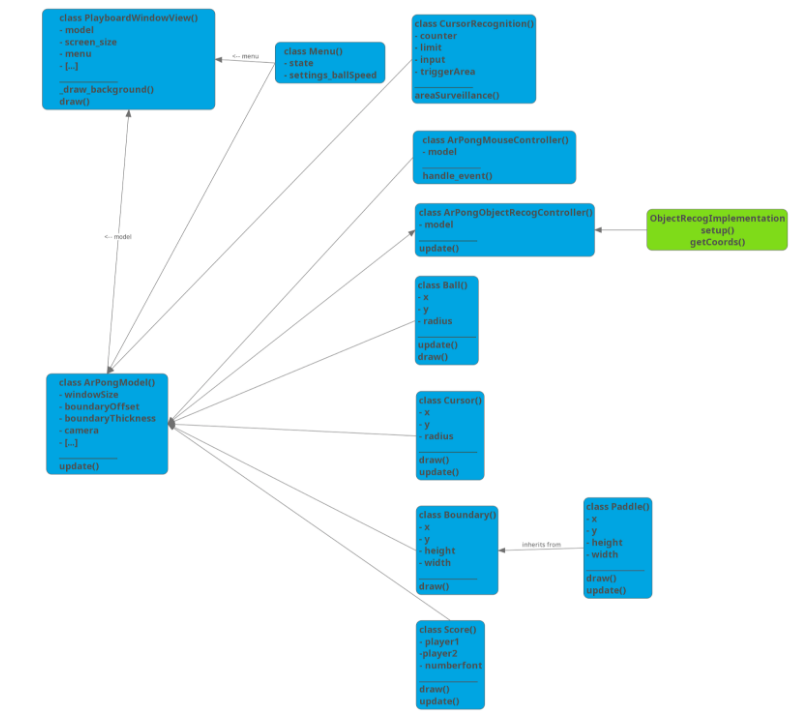 class PlayboardWindowView()
- model
- screen_size
- menu
- [...]
_draw_background()
draw()
<-- menu
class Menu()
- state
- settings_ballSpeed
class CursorRecognition()
- counter
- limit
- input
- triggerArea
areaSurveillance()
class ArPongMouseController()
- model
handle_event()
class ArPongObjectRecogController()
- model
update()
ObjectRecogImplementation
setup()
getCoords()
<-- model
class Ball()
- x
- y
- radius
update()
draw()
class ArPongModel()
- windowSize
- boundaryOffset
- boundaryThickness
- camera
- [...]
update()
class Cursor()
- x
- y
- radius
draw()
update()
class Boundary()
- x
- y
- height
- width
draw()
inherits from
class Paddle()
- x
- y
- height
- width
draw()
update()
class Score()
- player1
-player2
- numberfont
draw()
update()